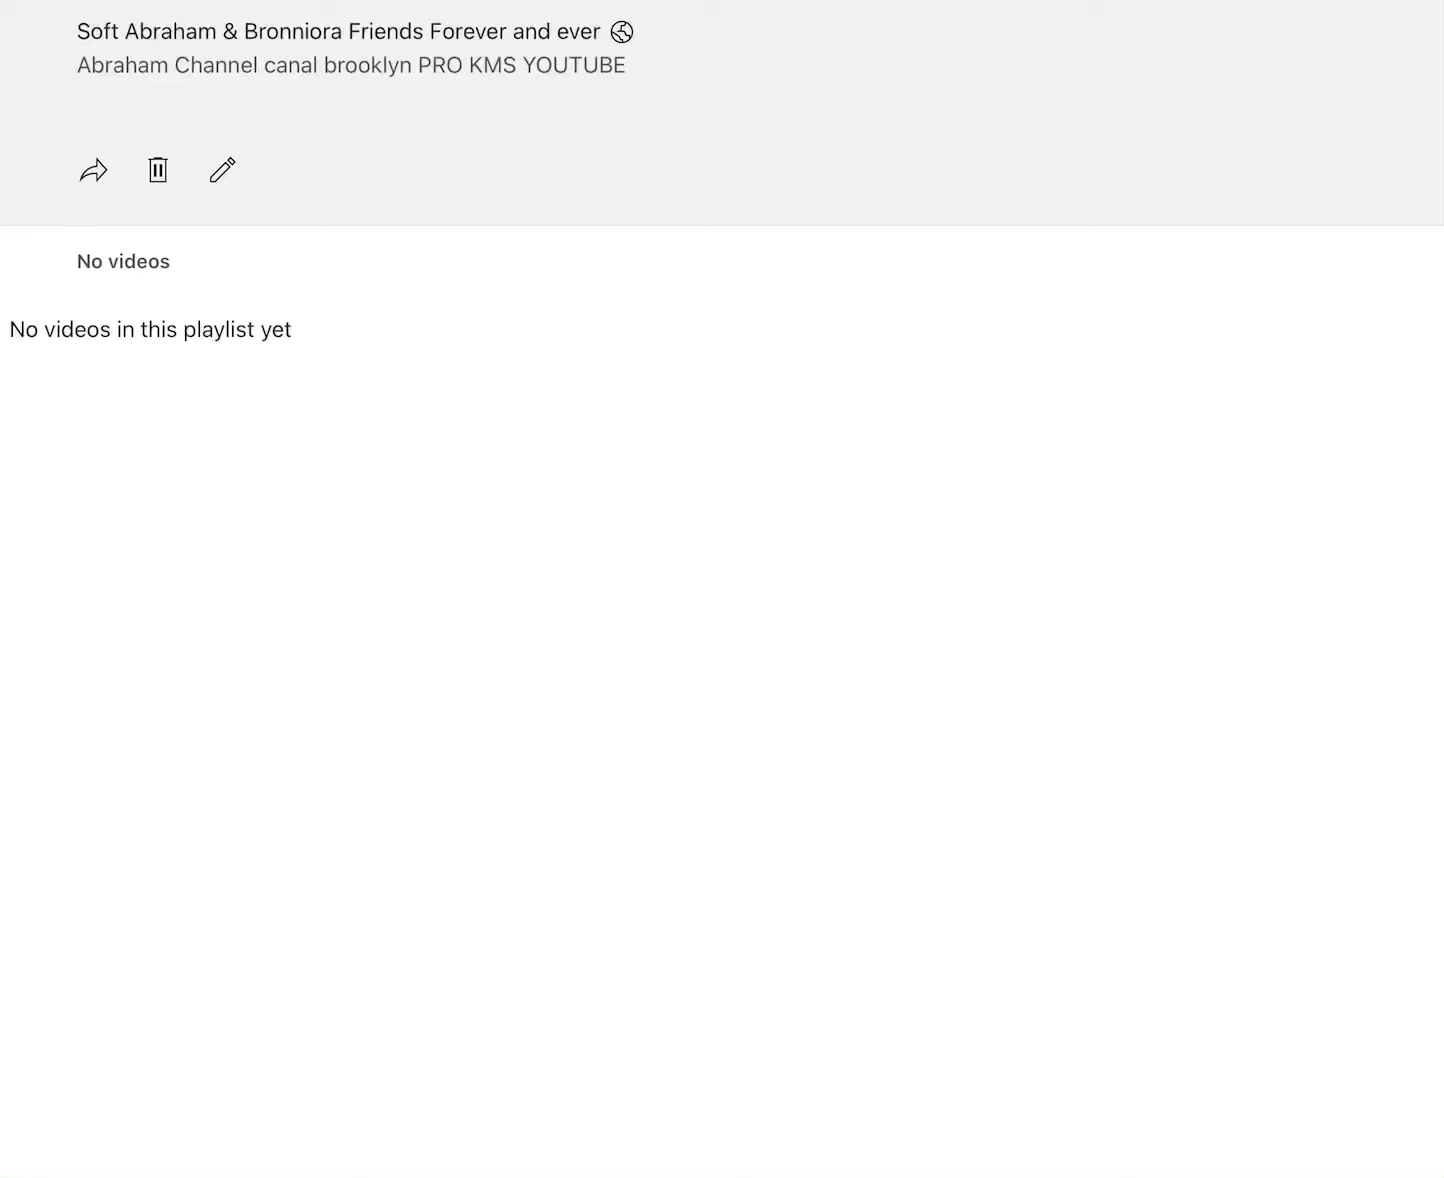 Soft Abraham & Bronniora Friends Forever and ever
Abraham Channel canal brooklyn PRO KMS YOUTUBE
No videos
No videos in this playlist yet